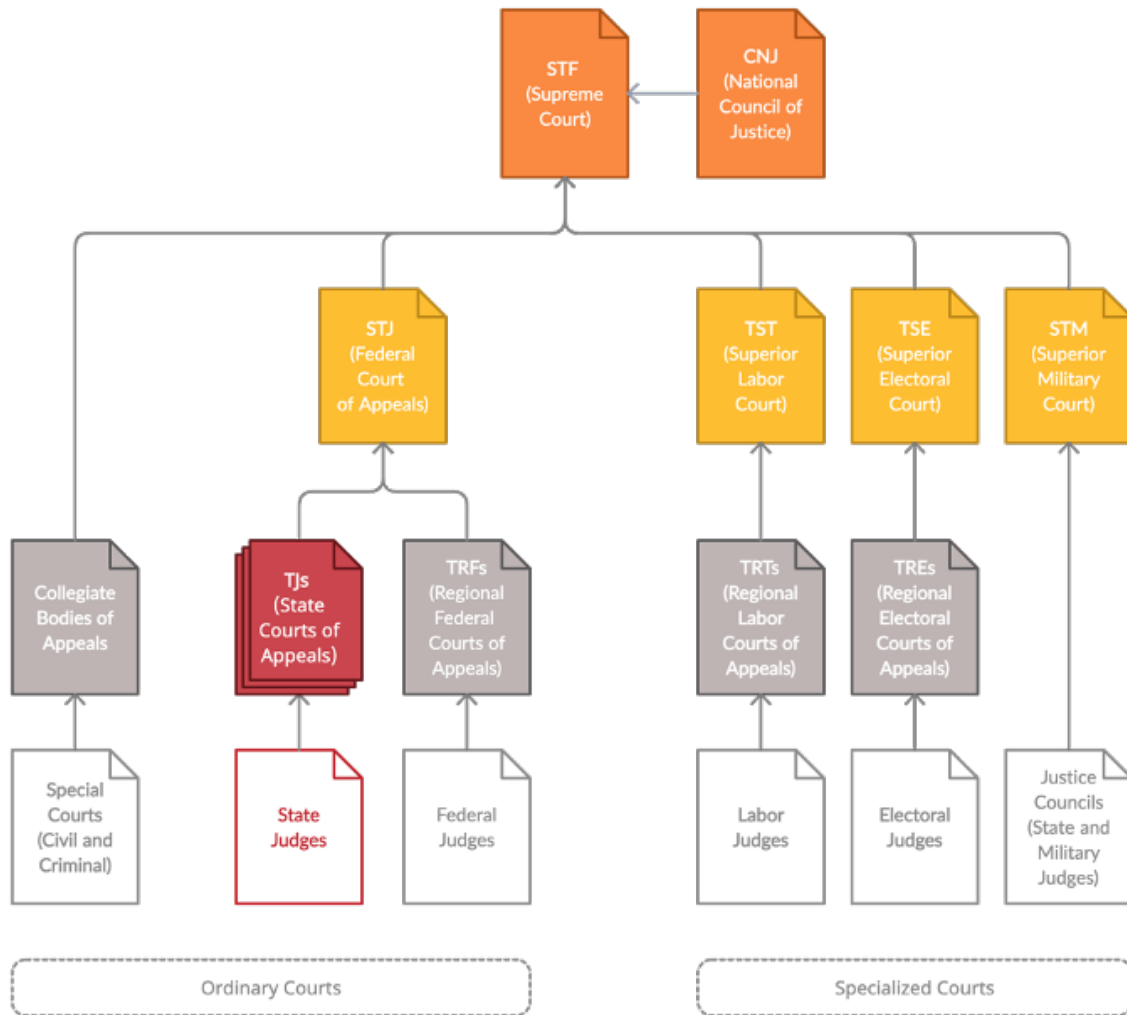 STF
(Supreme
Court)
CNJ
(National
Council of
Justice)
STJ
(Federal
Court
of Appeals)
TST
(Superior
Labor
Court)
TSE
(Superior
Electoral
Court)
STM
(Superior
Military
Court)
Collegiate
Bodies of
Appeals
TJs
(State
Courts of
Appeals)
TRFs
(Regional
Federal
Courts of
Appeals)
TRTs
(Regional
Labor
Courts of
Appeals)
TREs
(Regional
Electoral
Courts of
Appeals)
Special
Courts
(Civil and
Criminal)
State
Judges
Federal
Judges
Labor
Judges
Electoral
Judges
Justice
Councils
(State and
Military
Judges)
Ordinary Courts
Specialized Courts